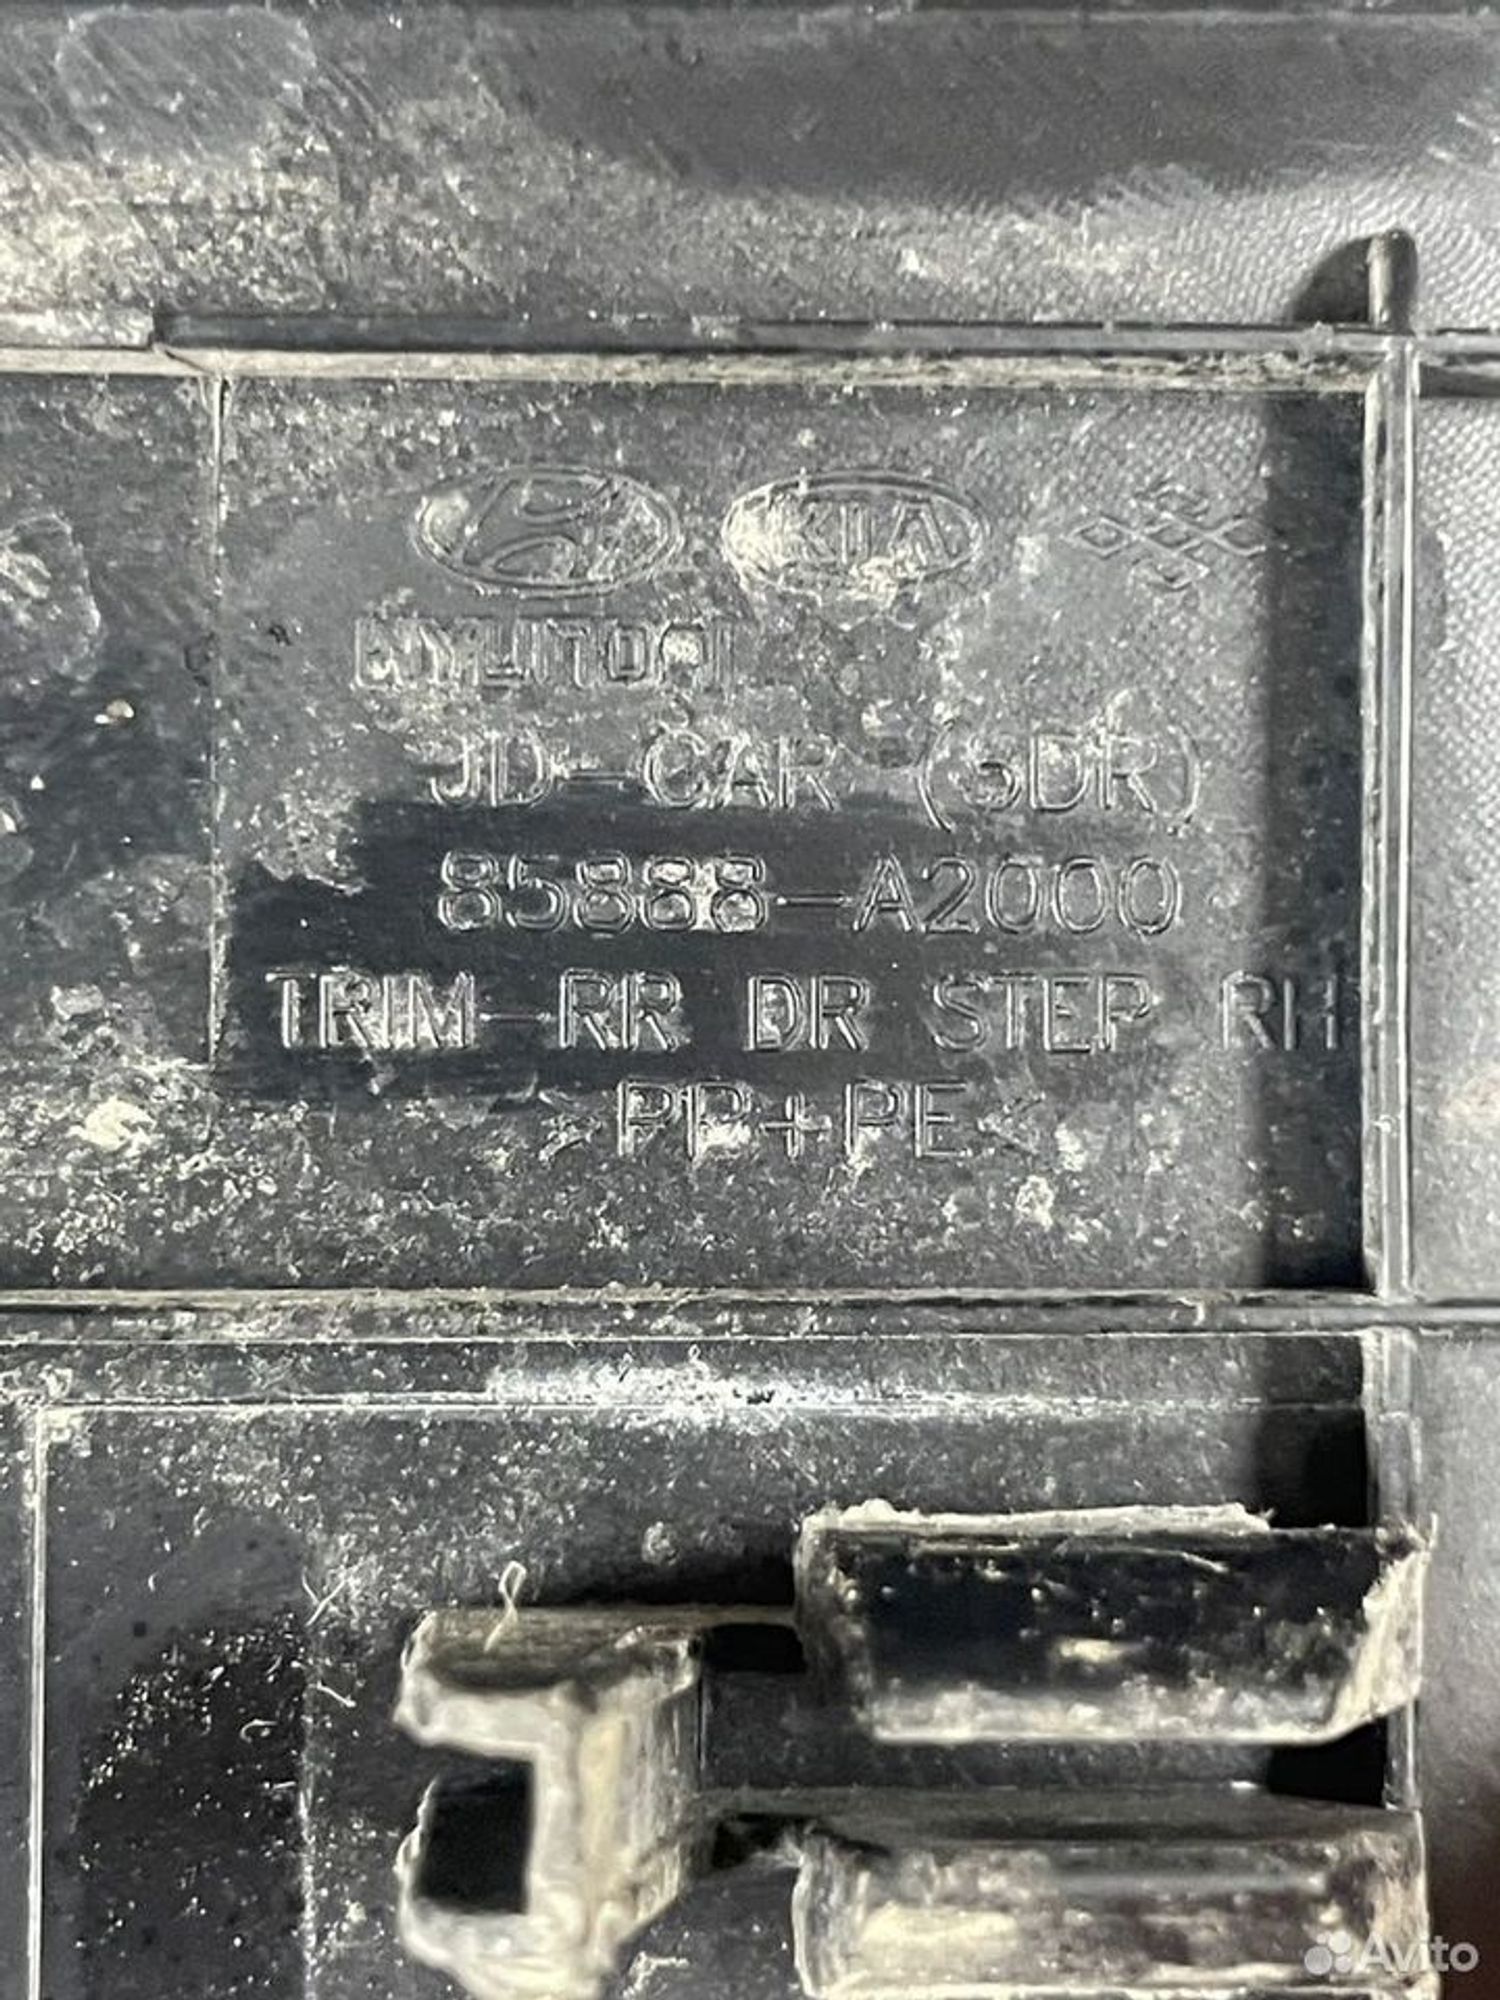 KIA
HYUNDAI
JD-CAR (5DR)
85888-A2000
TRIM-RR DR STEP RH
>PP+PE<
Avito